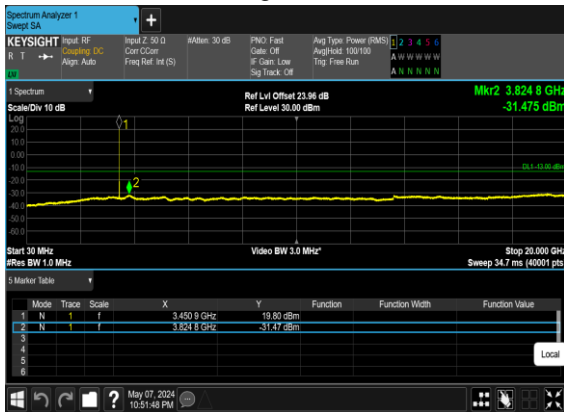 Spectrum Analyzer 1
Swept SA
KEYSIGHT Input: RF Input Z: 50 Ω #Atten: 30 dB PNO: Fast Avg Type: Power (RMS) 1 2 3 4 5 6
R T Coupling: DC Corr CCorr Gate: Off Avg|Hold: 100/100 A W W W W W
Align: Auto Freq Ref: Int (S) IF Gain: Low Trig: Free Run
LW Sig Track: Off A N N N N N
1 Spectrum Ref Lvl Offset 23.96 dB Mkr2 3.824 8 GHz
Scale/Div 10 dB Ref Level 30.00 dBm -31.475 dBm
Log
20.0 1
10.0
0.00
-10.0 DL1 -13.00 dBm
-20.0
-30.0 2
-40.0
-50.0
-60.0
Start 30 MHz Video BW 3.0 MHz* Stop 20.000 GHz
#Res BW 1.0 MHz Sweep 34.7 ms (40001 pts)
5 Marker Table
Mode Trace Scale X Y Function Function Width Function Value
1 N 1 f 3.450 9 GHz 19.80 dBm
2 N 1 f 3.824 8 GHz -31.47 dBm
3
4
5
6
Local
? May 07, 2024
10:51:48 PM